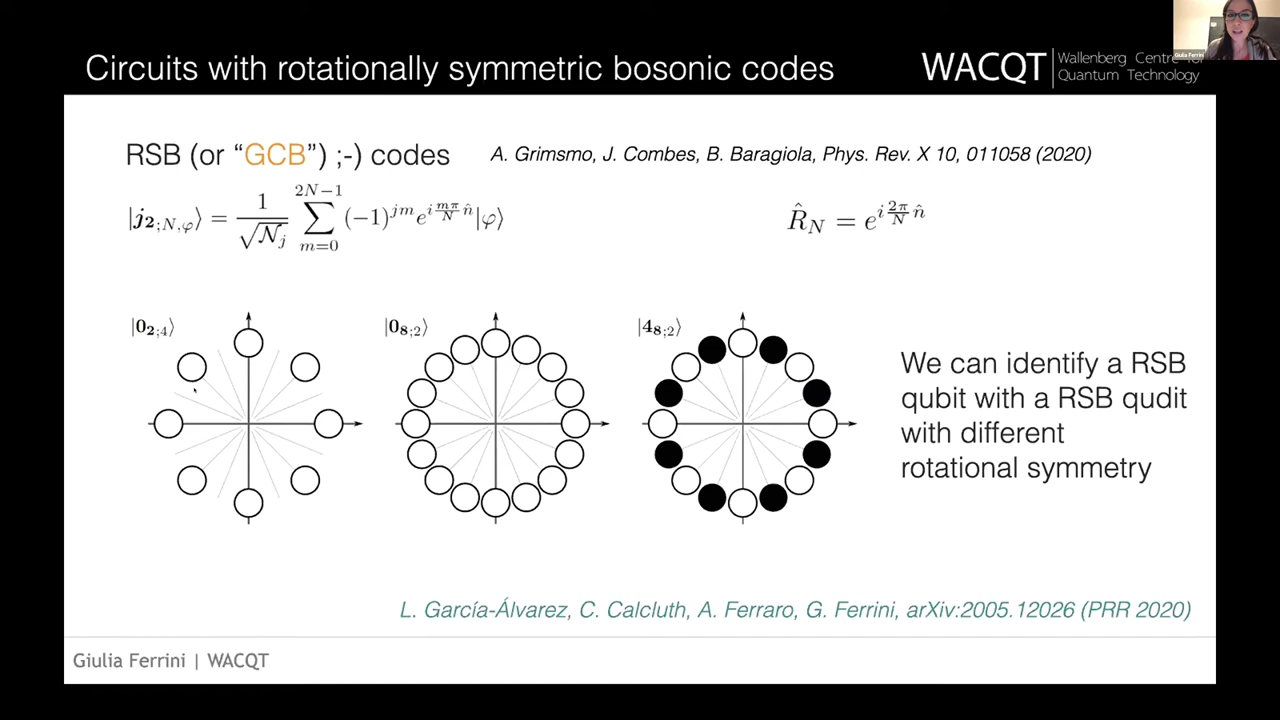 Circuits with rotationally symmetric bosonic codes
WACQT
Wallenberg Centre for
Quantum Technology
Giulia Ferrini
RSB (or “GCB”) ;-) codes
A. Grimsmo, J. Combes, B. Baragiola, Phys. Rev. X 10, 011058 (2020)
|j₂;N,φ⟩ = 1/√𝒩ⱼ ∑_{m=0}^{2N−1} (−1)^{jm} e^{i mπ/N n̂} |φ⟩
R̂_N = e^{i 2π/N n̂}
|0₂;₄⟩
|0₈;₂⟩
|4₈;₂⟩
We can identify a RSB
qubit with a RSB qudit
with different
rotational symmetry
L. García-Álvarez, C. Calcluth, A. Ferraro, G. Ferrini, arXiv:2005.12026 (PRR 2020)
Giulia Ferrini | WACQT